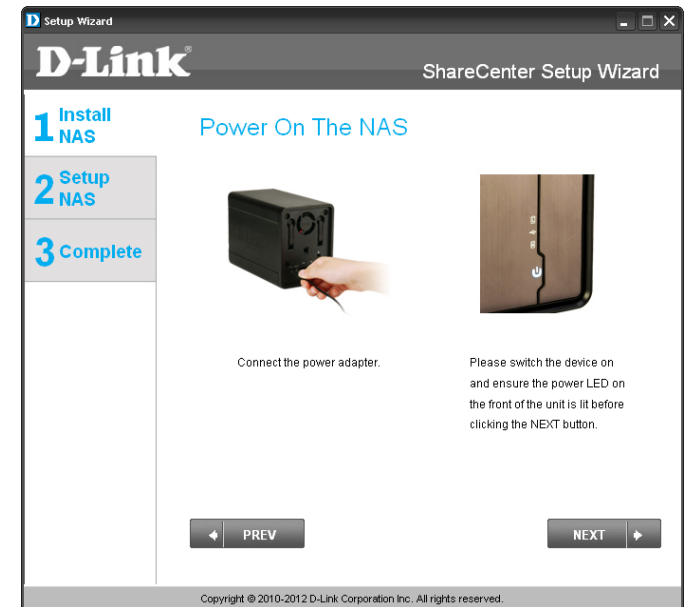 D Setup Wizard
D-Link®
ShareCenter Setup Wizard
1 Install
NAS
2 Setup
NAS
3 Complete
Power On The NAS
Connect the power adapter.
Please switch the device on
and ensure the power LED on
the front of the unit is lit before
clicking the NEXT button.
PREV
NEXT
Copyright © 2010-2012 D-Link Corporation Inc. All rights reserved.